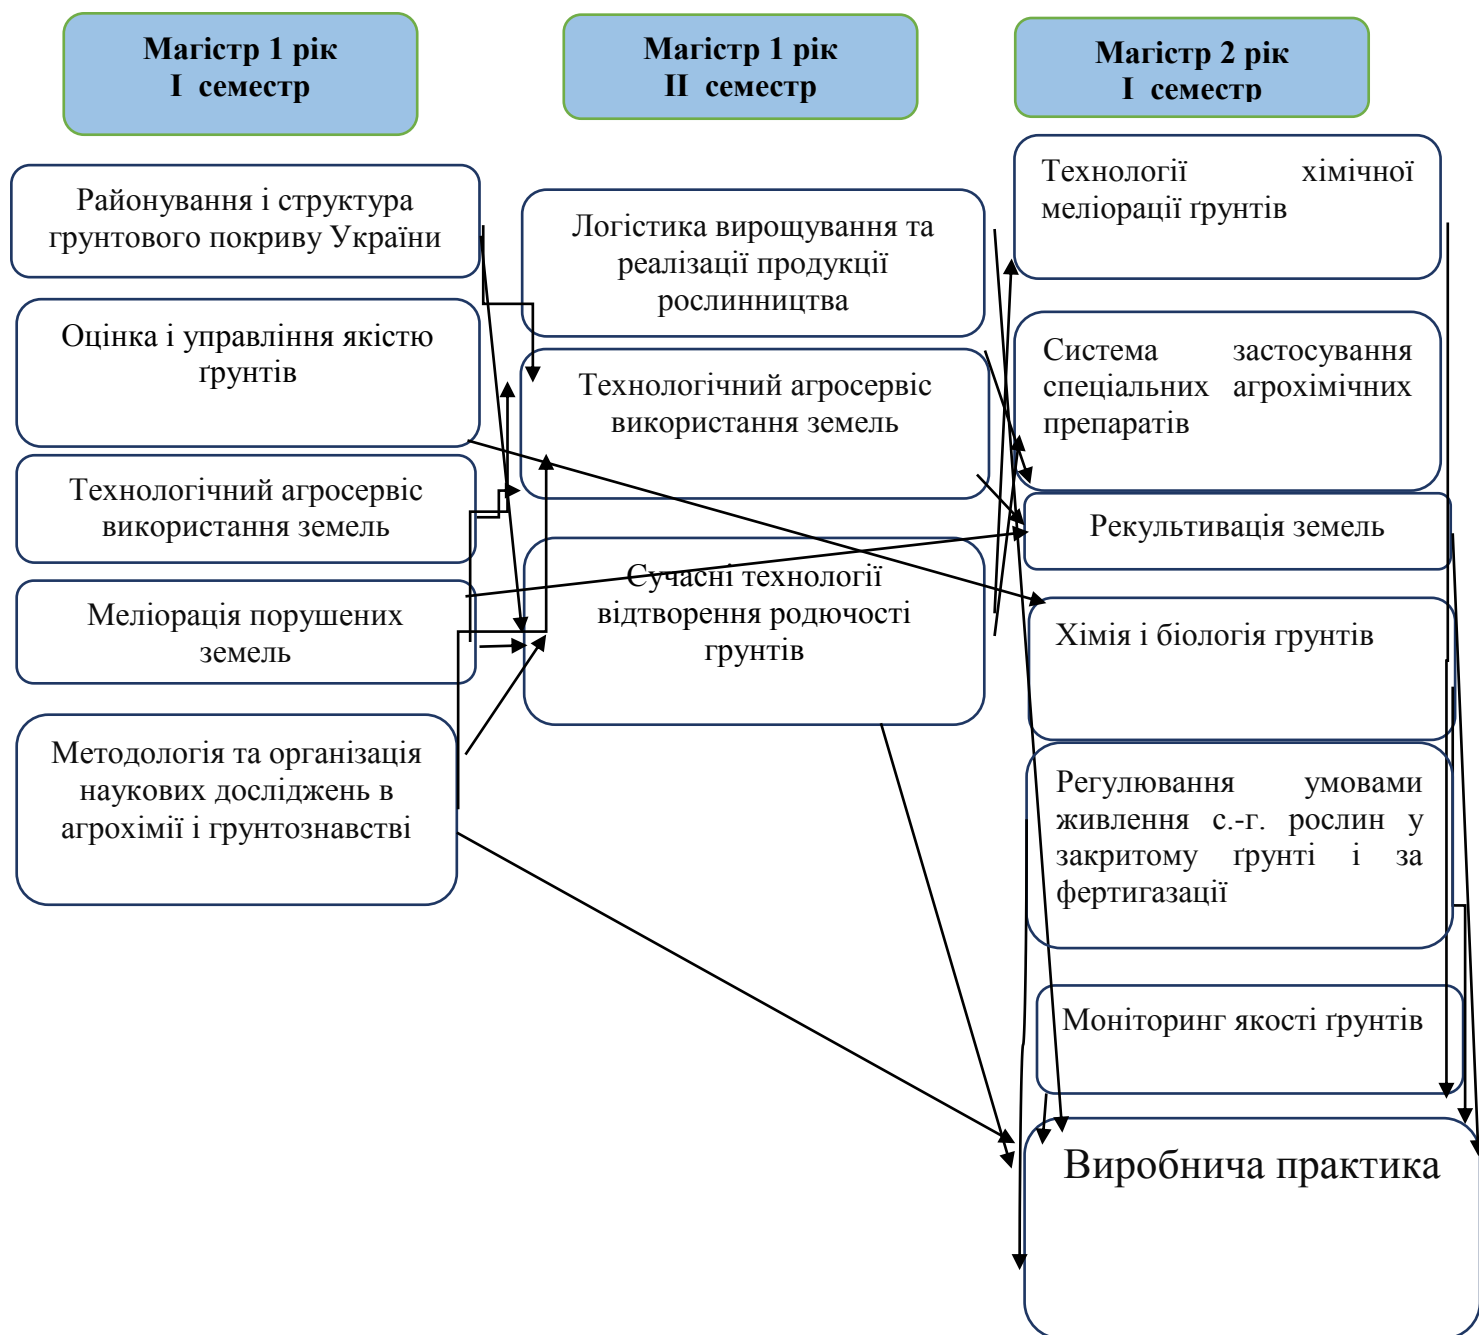 Магістр 1 рік
І семестр
Магістр 1 рік
ІІ семестр
Магістр 2 рік
І семестр
Районування і структура
грунтового покриву України
Оцінка і управління якістю
ґрунтів
Технологічний агросервіс
використання земель
Меліорація порушених
земель
Методологія та організація
наукових досліджень в
агрохімії і грунтознавстві
Логістика вирощування та
реалізації продукції
рослинництва
Технологічний агросервіс
використання земель
Сучасні технології
відтворення родючості
грунтів
Технології хімічної
меліорації ґрунтів
Система застосування
спеціальних агрохімічних
препаратів
Рекультивація земель
Хімія і біологія грунтів
Регулювання умовами
живлення с.-г. рослин у
закритому ґрунті і за
фертигазації
Моніторинг якості ґрунтів
Виробнича практика